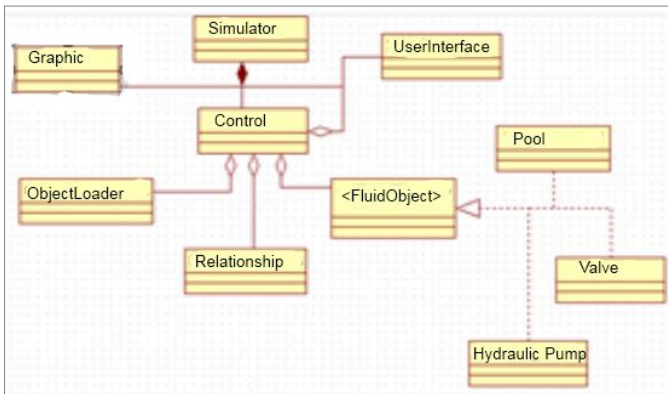 Simulator
UserInterface
Graphic
Control
Pool
ObjectLoader
<FluidObject>
Relationship
Valve
Hydraulic Pump